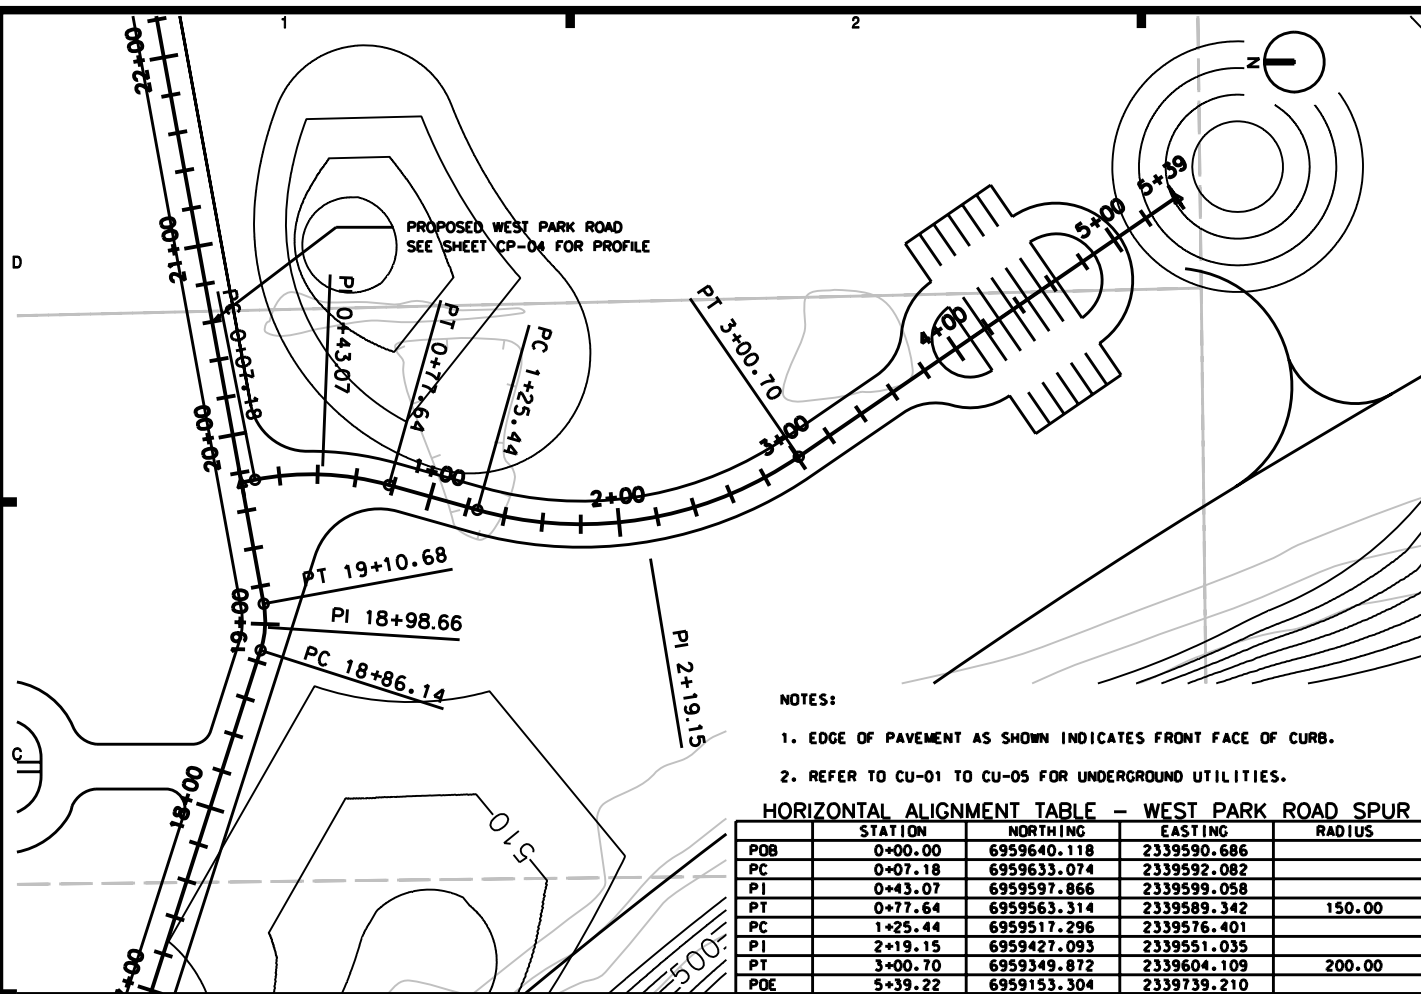 1
2
N
D
C
22+00
21+00
20+00
19+00
18+00
PROPOSED WEST PARK ROAD
SEE SHEET CP-04 FOR PROFILE
PC 0+07.18
PI 0+43.07
PT 0+77.64
PC 1+25.44
PT 3+00.70
PI 2+19.15
1+00
2+00
3+00
4+00
5+00
5+39
PT 19+10.68
PI 18+98.66
PC 18+86.14
510
500
NOTES:
1. EDGE OF PAVEMENT AS SHOWN INDICATES FRONT FACE OF CURB.
2. REFER TO CU-01 TO CU-05 FOR UNDERGROUND UTILITIES.
HORIZONTAL ALIGNMENT TABLE – WEST PARK ROAD SPUR
STATION NORTHING EASTING RADIUS
POB 0+00.00 6959640.118 2339590.686
PC 0+07.18 6959633.074 2339592.082
PI 0+43.07 6959597.866 2339599.058
PT 0+77.64 6959563.314 2339589.342 150.00
PC 1+25.44 6959517.296 2339576.401
PI 2+19.15 6959427.093 2339551.035
PT 3+00.70 6959349.872 2339604.109 200.00
POE 5+39.22 6959153.304 2339739.210